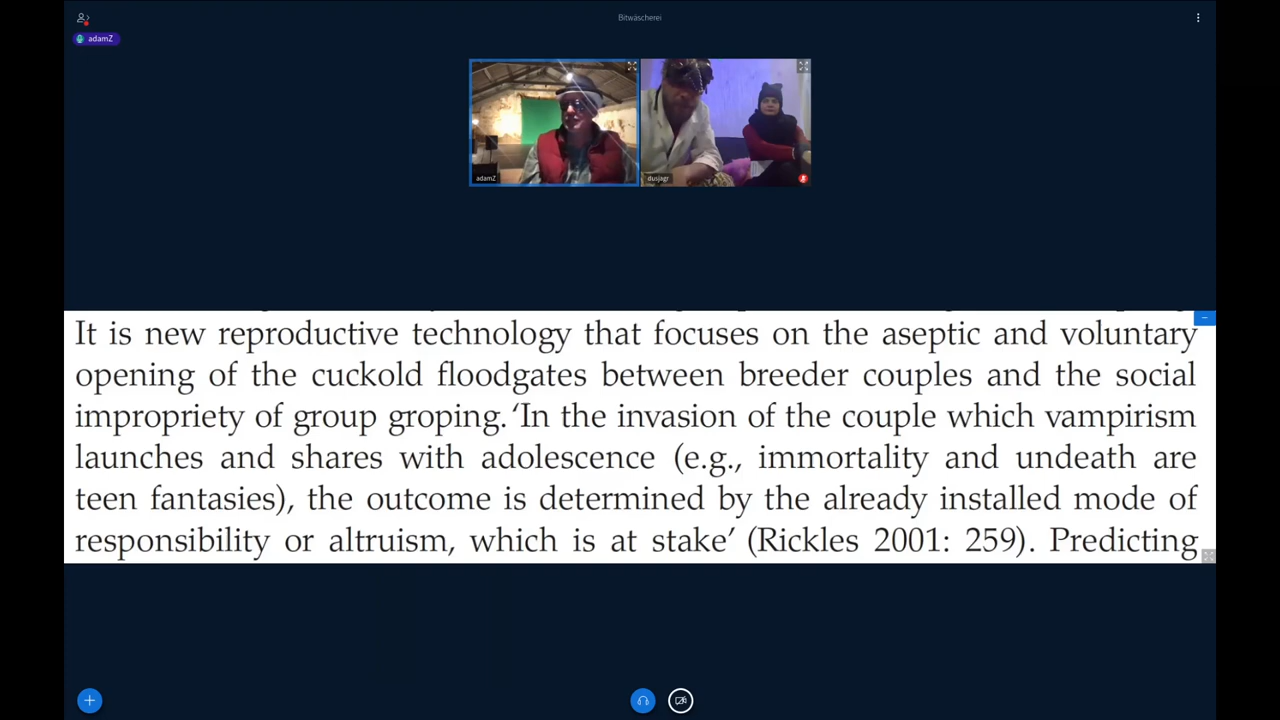 Bitwäscherei
adamZ
adamZ
dusjagr
It is new reproductive technology that focuses on the aseptic and voluntary
opening of the cuckold floodgates between breeder couples and the social
impropriety of group groping. ‘In the invasion of the couple which vampirism
launches and shares with adolescence (e.g., immortality and undeath are
teen fantasies), the outcome is determined by the already installed mode of
responsibility or altruism, which is at stake’ (Rickles 2001: 259). Predicting